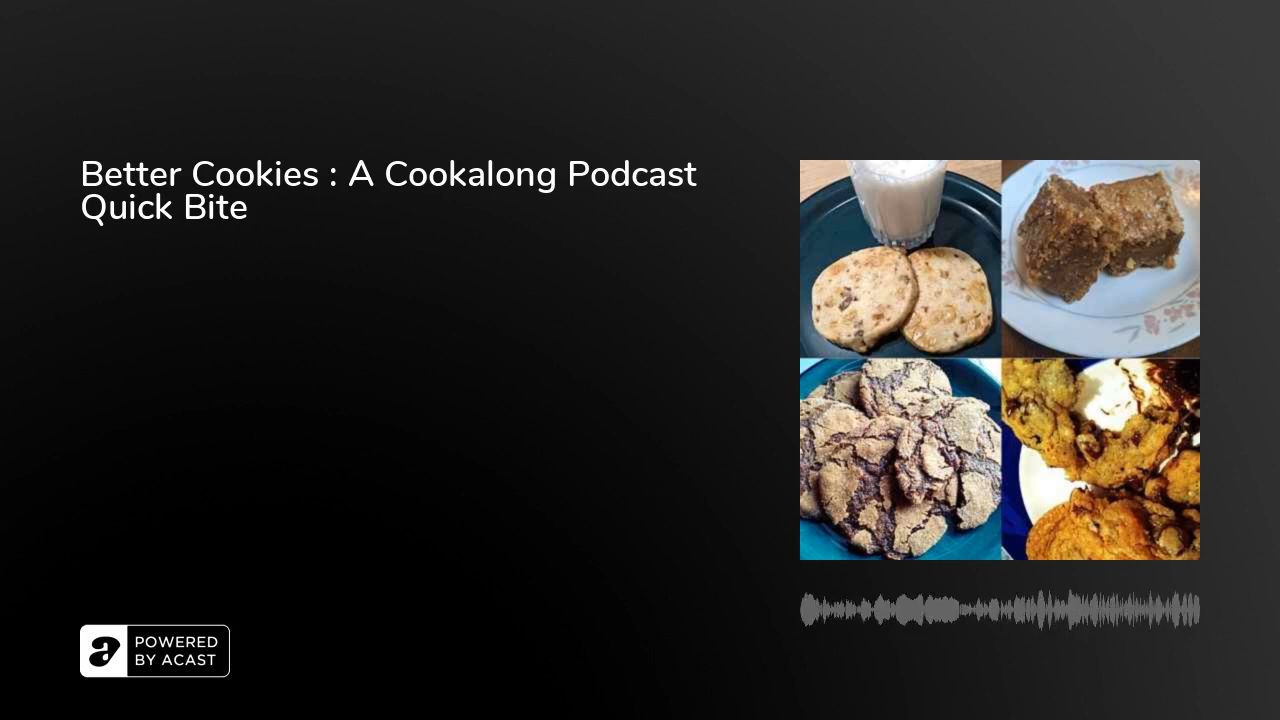 Better Cookies : A Cookalong Podcast
Quick Bite
a
POWERED
BY ACAST